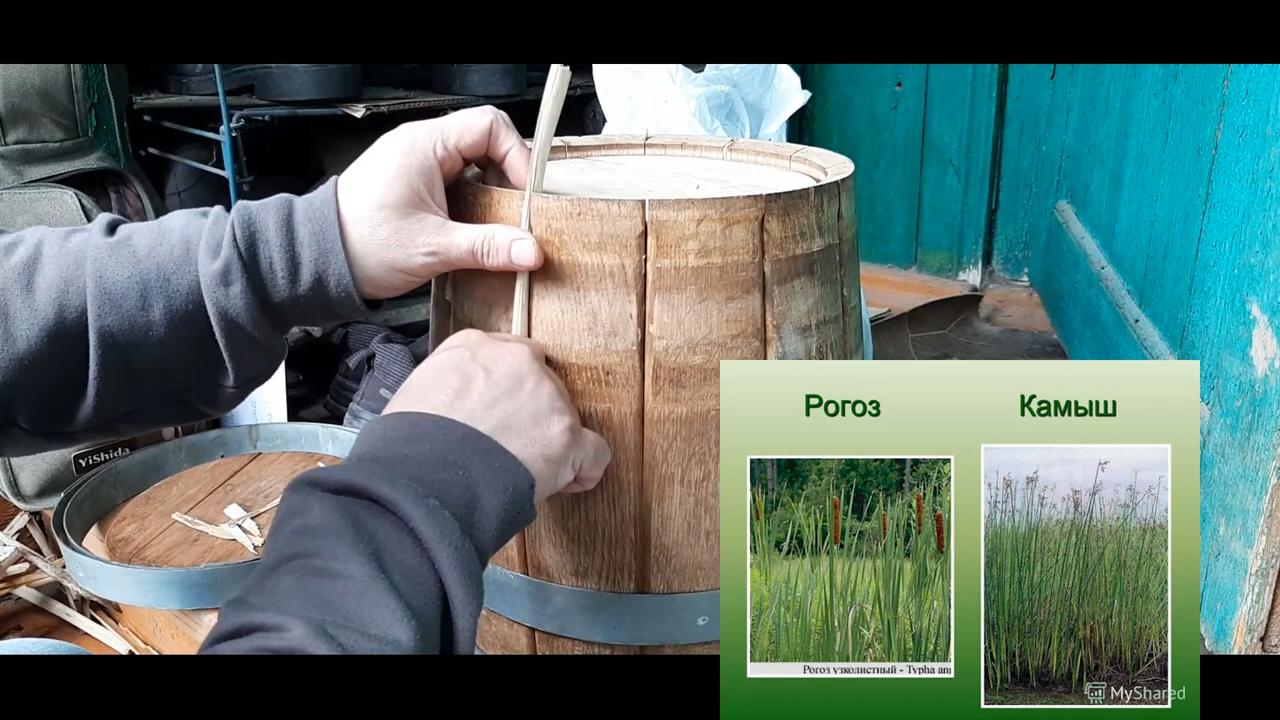 YiShida
Рогоз
Камыш
Рогоз узколистный - Typha an
MyShared